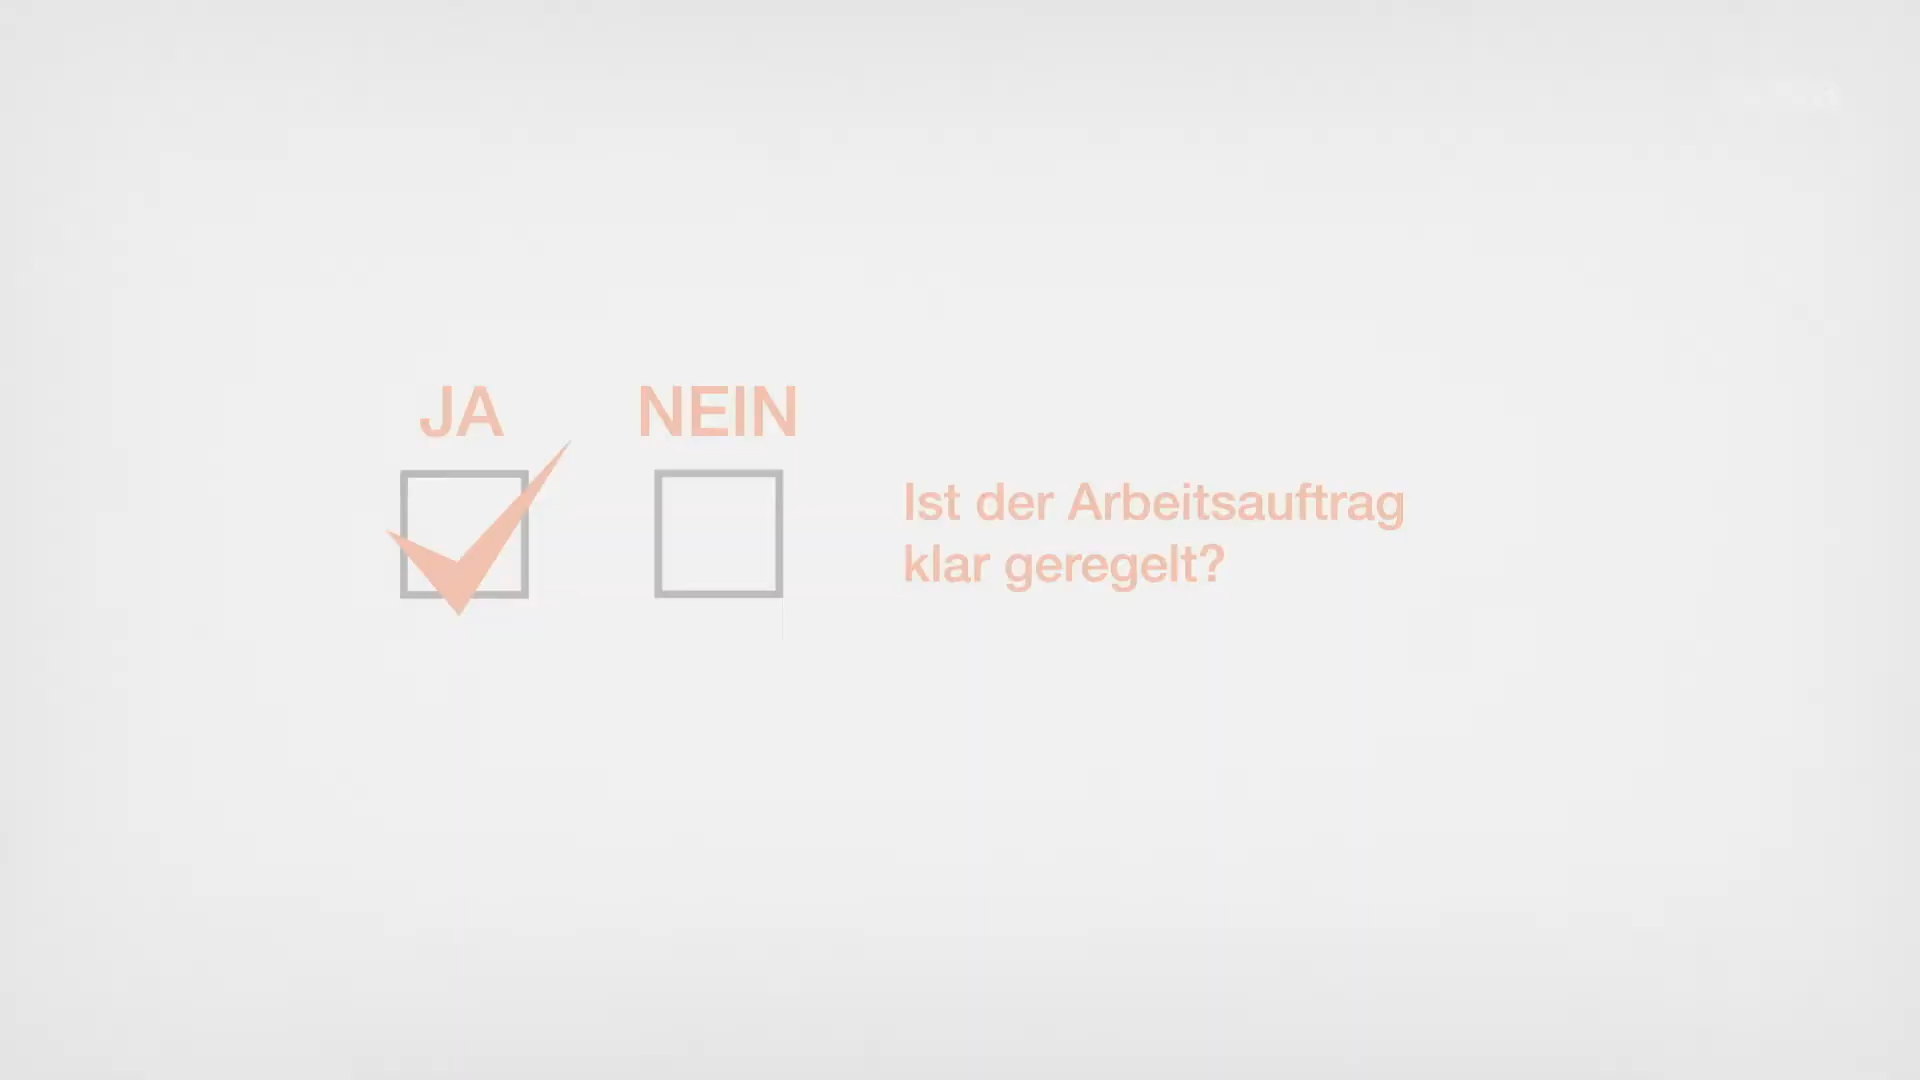 JA NEIN
Ist der Arbeitsauftrag
klar geregelt?